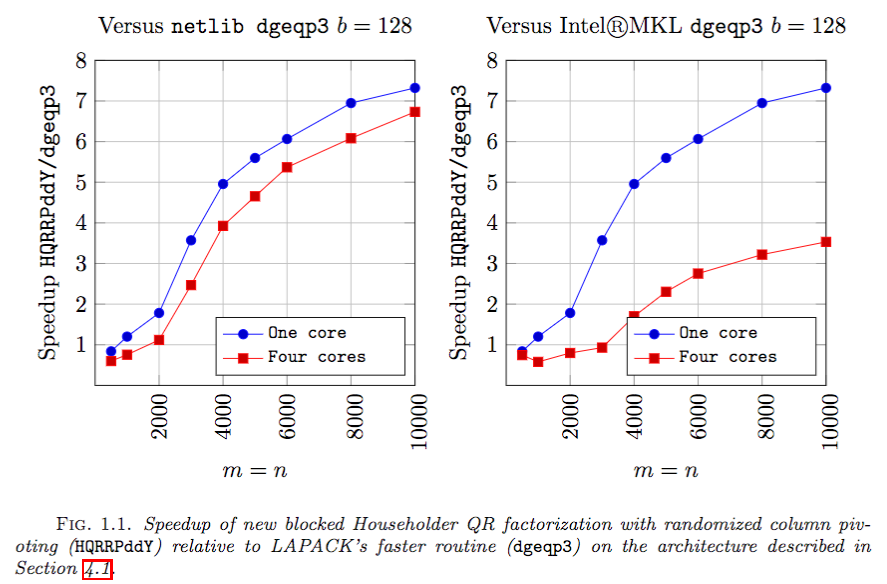 Versus netlib dgeqp3 b = 128
Speedup HQRRPddY/dgeqp3
8
7
6
5
4
3
2
1
One core
Four cores
2000
4000
6000
8000
10000
m = n
Versus Intel®MKL dgeqp3 b = 128
Speedup HQRRPddY/dgeqp3
8
7
6
5
4
3
2
1
One core
Four cores
2000
4000
6000
8000
10000
m = n
FIG. 1.1. Speedup of new blocked Householder QR factorization with randomized column piv-
oting (HQRRPddY) relative to LAPACK's faster routine (dgeqp3) on the architecture described in
Section 4.1.